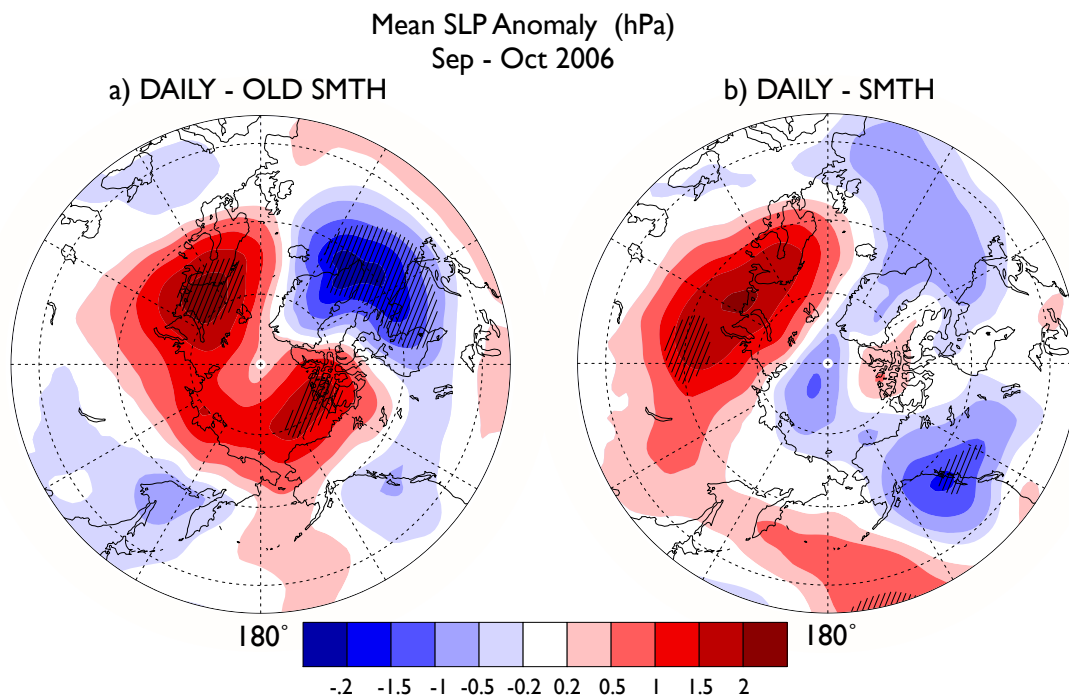 Mean SLP Anomaly (hPa)
Sep - Oct 2006
a) DAILY - OLD SMTH
b) DAILY - SMTH
180°
180°
-.2 -1.5 -1 -0.5 -0.2 0.2 0.5 1 1.5 2